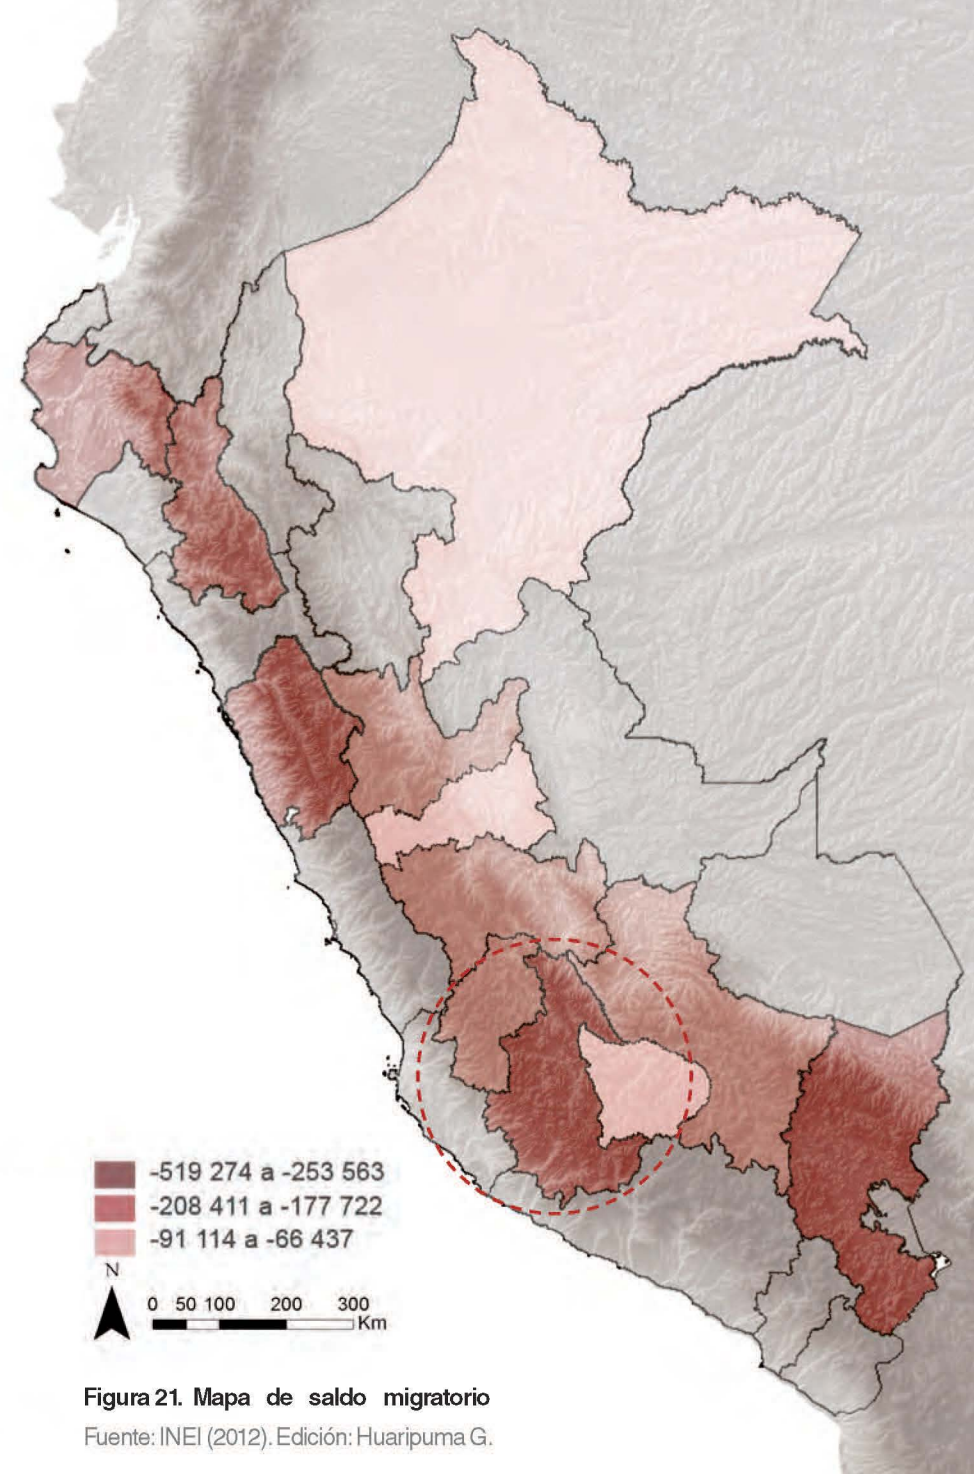 -519 274 a -253 563
-208 411 a -177 722
-91 114 a -66 437
N
0 50 100 200 300
Km
Figura 21. Mapa de saldo migratorio
Fuente: INEI (2012). Edición: Huaripuma G.